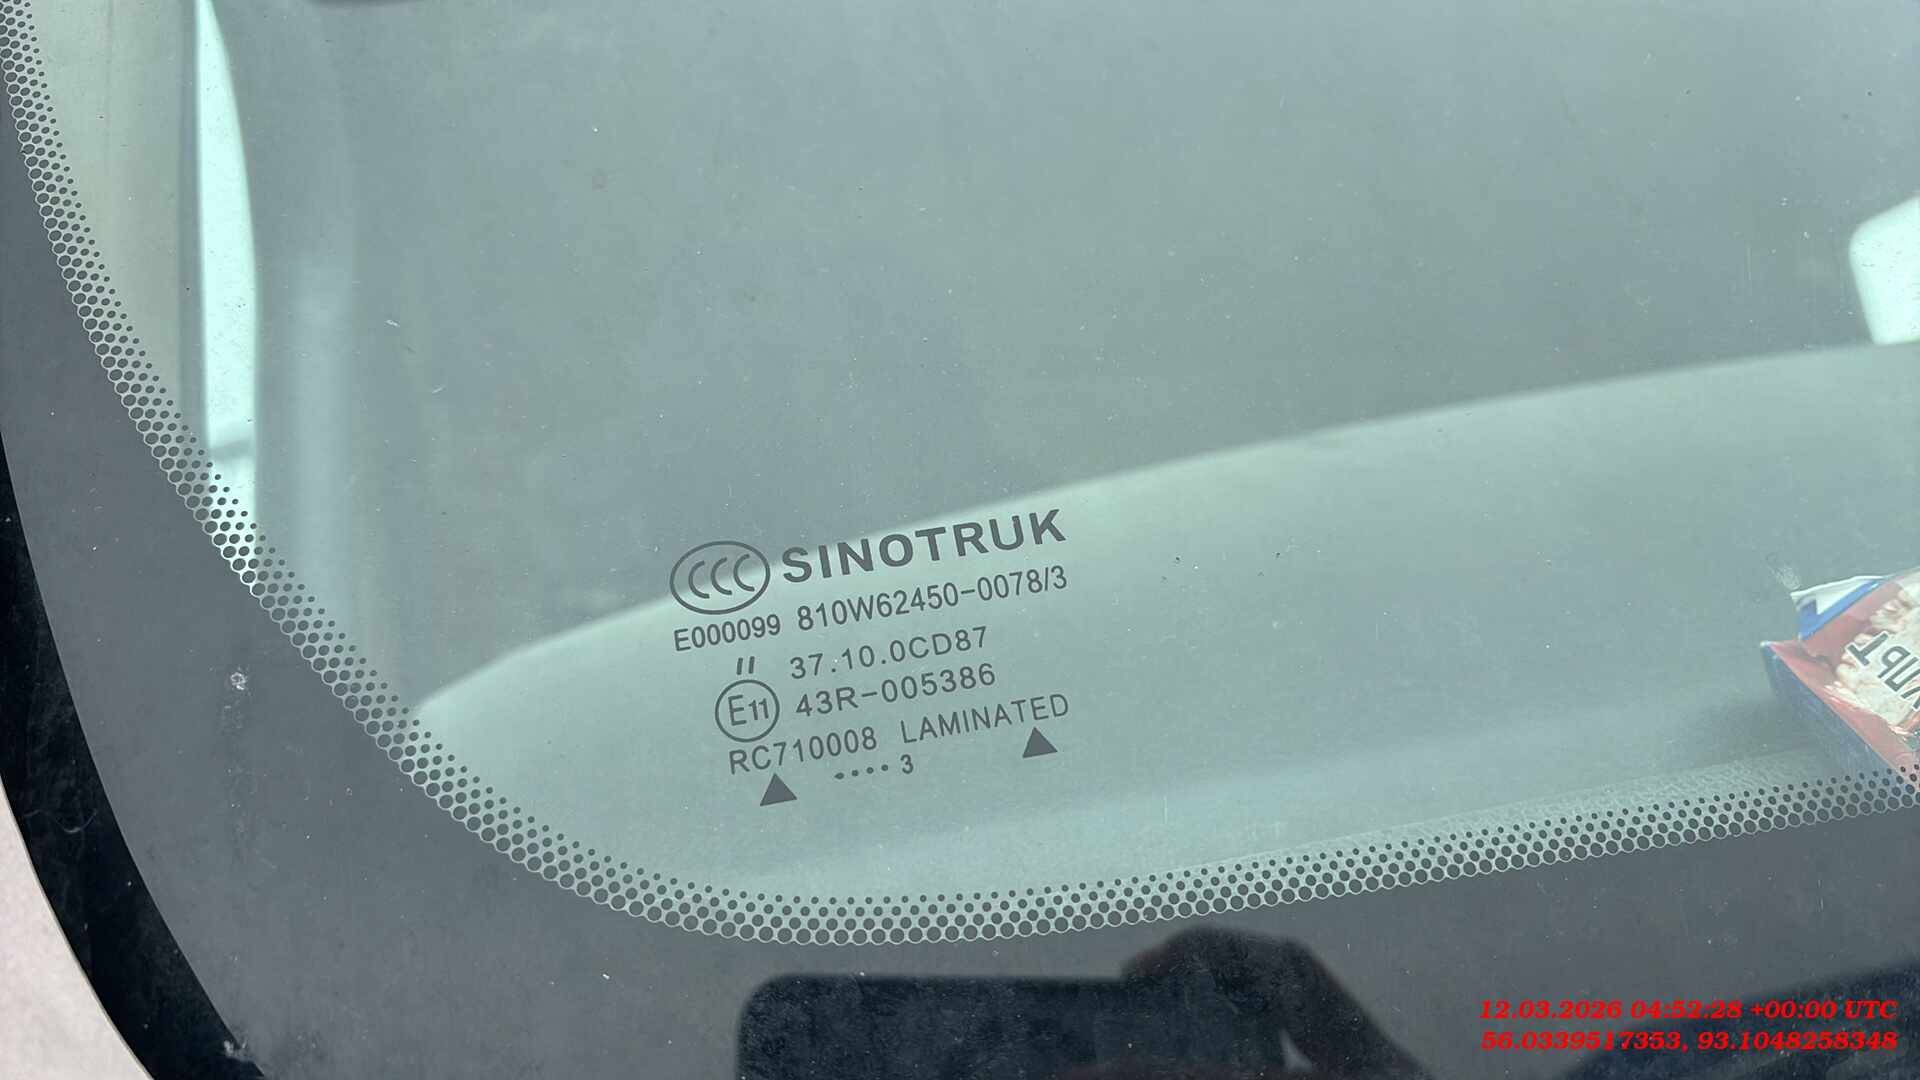 CCC SINOTRUK
E000099 810W62450-0078/3
II 37.10.0CD87
E11 43R-005386
RC710008 LAMINATED
▲ •••• 3 ▲
12.03.2026 04:52:28 +00:00 UTC
56.0339517353, 93.1048258348